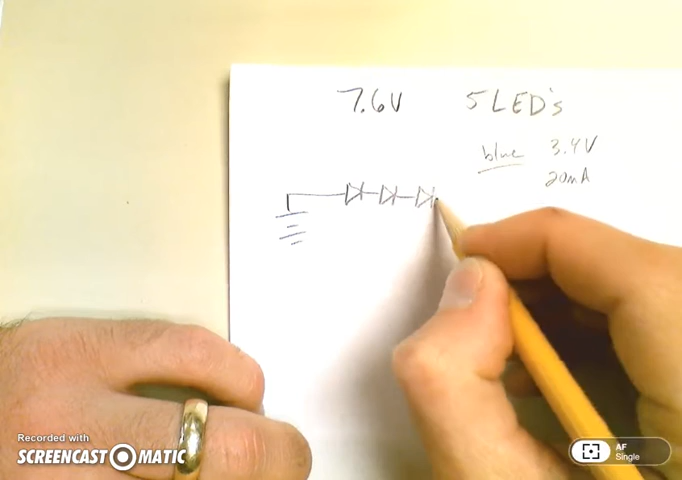 7.6V 5 LED's
blue 3.4V
20mA
Recorded with
SCREENCAST MATIC
AF
Single